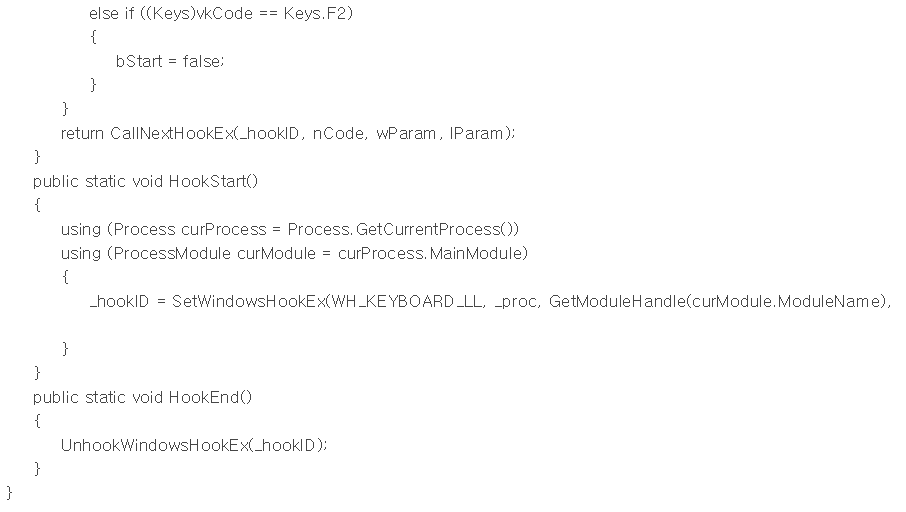 else if ((Keys)vkCode == Keys.F2)
{
bStart = false;
}
}
return CallNextHookEx(_hookID, nCode, wParam, lParam);
}
public static void HookStart()
{
using (Process curProcess = Process.GetCurrentProcess())
using (ProcessModule curModule = curProcess.MainModule)
{
_hookID = SetWindowsHookEx(WH_KEYBOARD_LL, _proc, GetModuleHandle(curModule.ModuleName),
}
}
public static void HookEnd()
{
UnhookWindowsHookEx(_hookID);
}
}